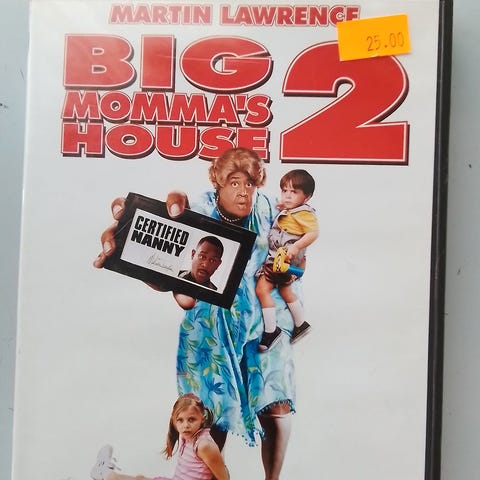 MARTIN LAWRENCE
25.00
BIG
MOMMA'S
HOUSE 2
CERTIFIED
NANNY